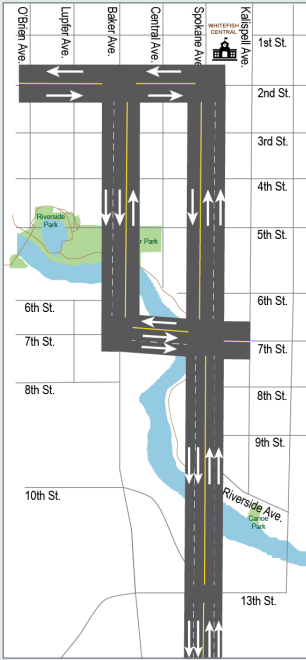 O'Brien Ave.
Lupfer Ave.
Baker Ave.
Central Ave.
Spokane Ave
Kalispell Ave.
WHITEFISH
CENTRAL
1st St.
2nd St.
3rd St.
4th St.
Riverside
Park
r Park
5th St.
6th St.
6th St.
7th St.
7th St.
8th St.
8th St.
9th St.
10th St.
Riverside Ave.
Canoe
Park
13th St.